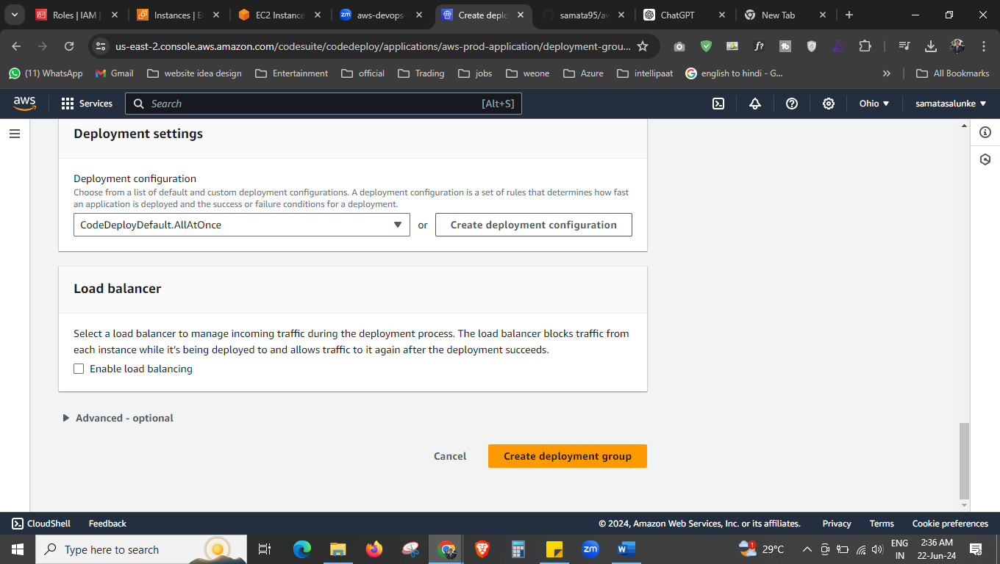 Roles | IAM |
Instances | E
EC2 Instance
zm
aws-devops-
Create deplo
samata95/aw
ChatGPT
New Tab
us-east-2.console.aws.amazon.com/codesuite/codedeploy/applications/aws-prod-application/deployment-grou...
f?
(11) WhatsApp
Gmail
website idea design
Entertainment
official
Trading
jobs
weone
Azure
intellipaat
english to hindi - G...
»
All Bookmarks
aws
Services
Search
[Alt+S]
Ohio
samatasalunke
Deployment settings
Deployment configuration
Choose from a list of default and custom deployment configurations. A deployment configuration is a set of rules that determines how fast
an application is deployed and the success or failure conditions for a deployment.
CodeDeployDefault.AllAtOnce
or
Create deployment configuration
Load balancer
Select a load balancer to manage incoming traffic during the deployment process. The load balancer blocks traffic from
each instance while it's being deployed to and allows traffic to it again after the deployment succeeds.
Enable load balancing
Advanced - optional
Cancel
Create deployment group
CloudShell
Feedback
© 2024, Amazon Web Services, Inc. or its affiliates.
Privacy
Terms
Cookie preferences
Type here to search
zm
W
1
29°C
ENG
IN
2:36 AM
22-Jun-24